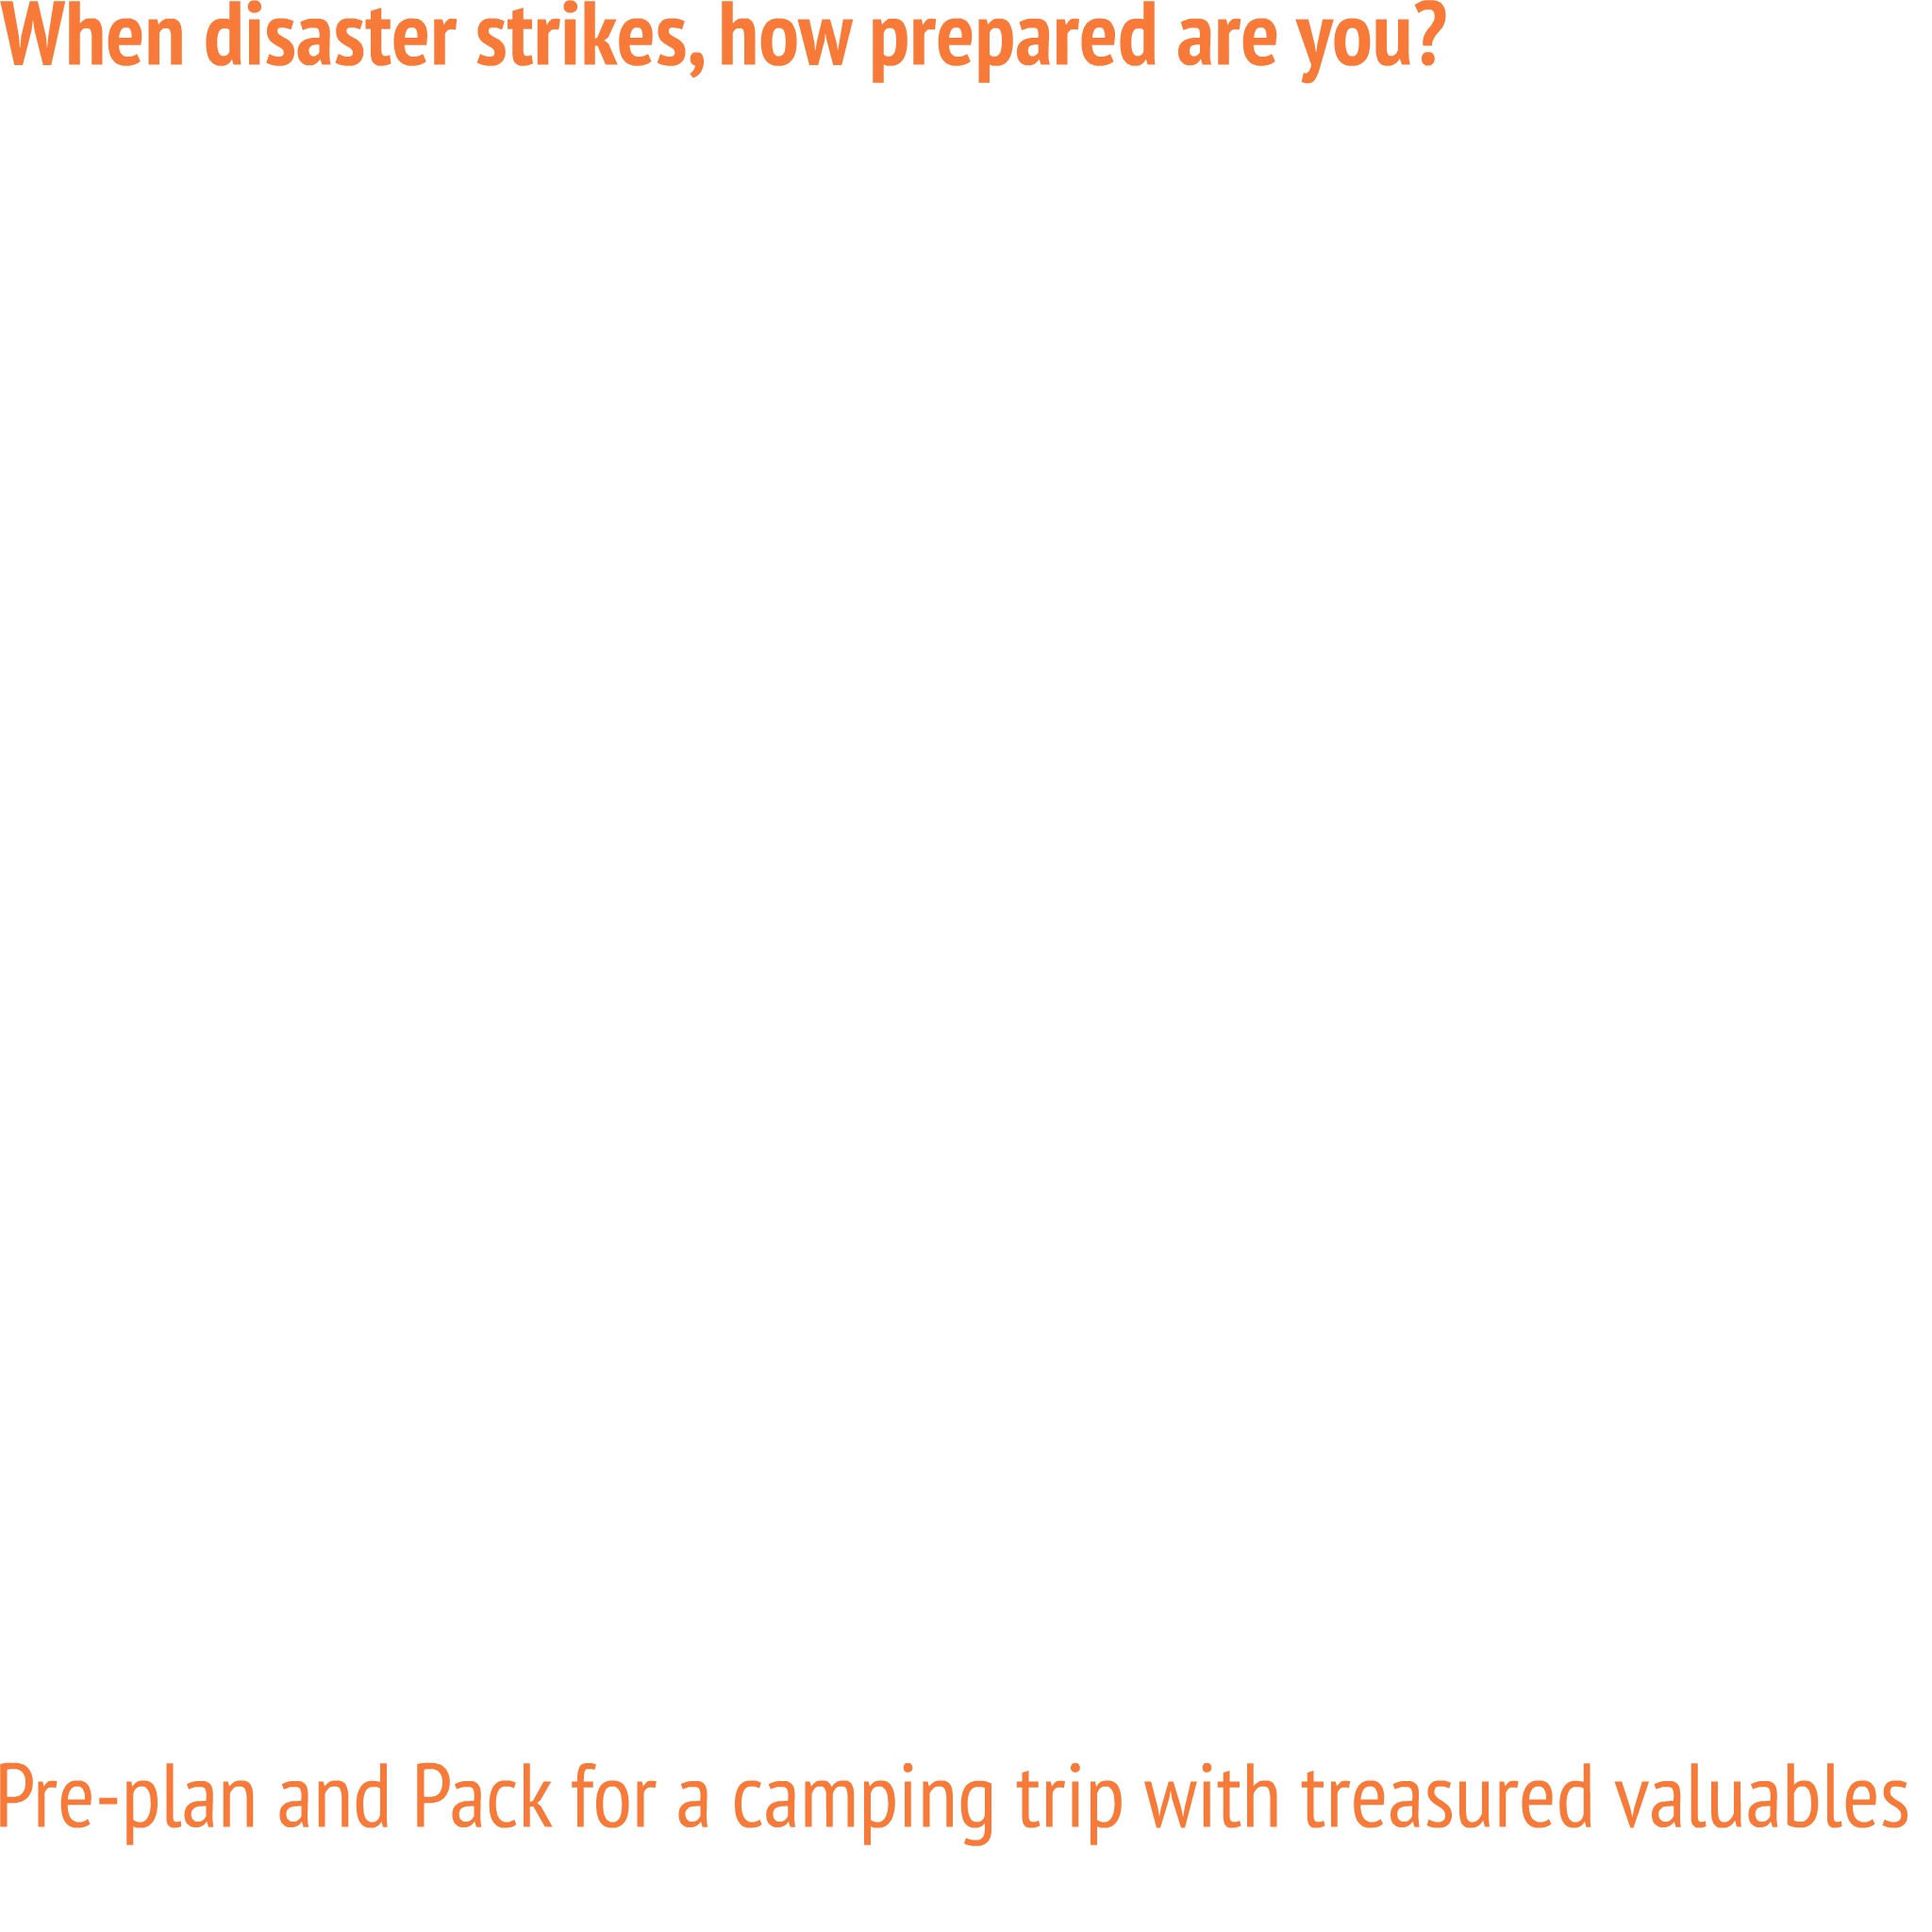 When disaster strikes, how prepared are you?
Pre-plan and Pack for a camping trip with treasured valuables